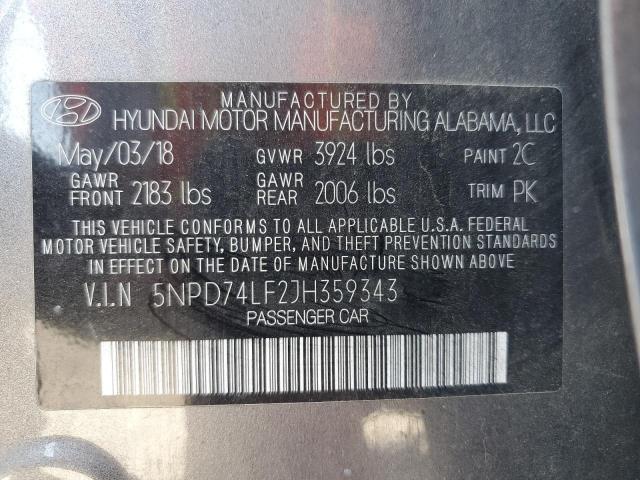 MANUFACTURED BY
HYUNDAI MOTOR MANUFACTURING ALABAMA, LLC
May/03/18 GVWR 3924 lbs PAINT 2C
GAWR FRONT 2183 lbs GAWR REAR 2006 lbs TRIM PK
THIS VEHICLE CONFORMS TO ALL APPLICABLE U.S.A. FEDERAL
MOTOR VEHICLE SAFETY, BUMPER, AND THEFT PREVENTION STANDARDS
IN EFFECT ON THE DATE OF MANUFACTURE SHOWN ABOVE.
V.I.N 5NPD74LF2JH359343
PASSENGER CAR